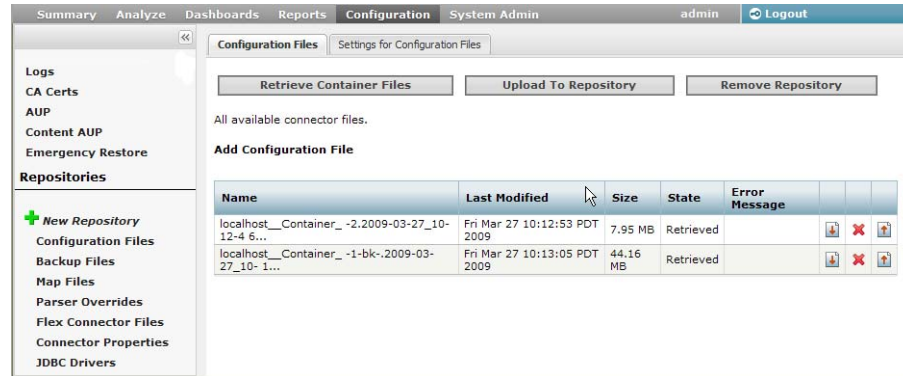 Summary Analyze Dashboards Reports Configuration System Admin admin Logout
Configuration Files Settings for Configuration Files
Logs
CA Certs
AUP
Content AUP
Emergency Restore
Repositories
New Repository
Configuration Files
Backup Files
Map Files
Parser Overrides
Flex Connector Files
Connector Properties
JDBC Drivers
Retrieve Container Files Upload To Repository Remove Repository
All available connector files.
Add Configuration File
Name Last Modified Size State Error Message
localhost__Container_ -2.2009-03-27_10-
12-4 6...
Fri Mar 27 10:12:53 PDT
2009
7.95 MB Retrieved
localhost__Container_ -1-bk-.2009-03-
27_10- 1...
Fri Mar 27 10:13:05 PDT
2009
44.16
MB
Retrieved